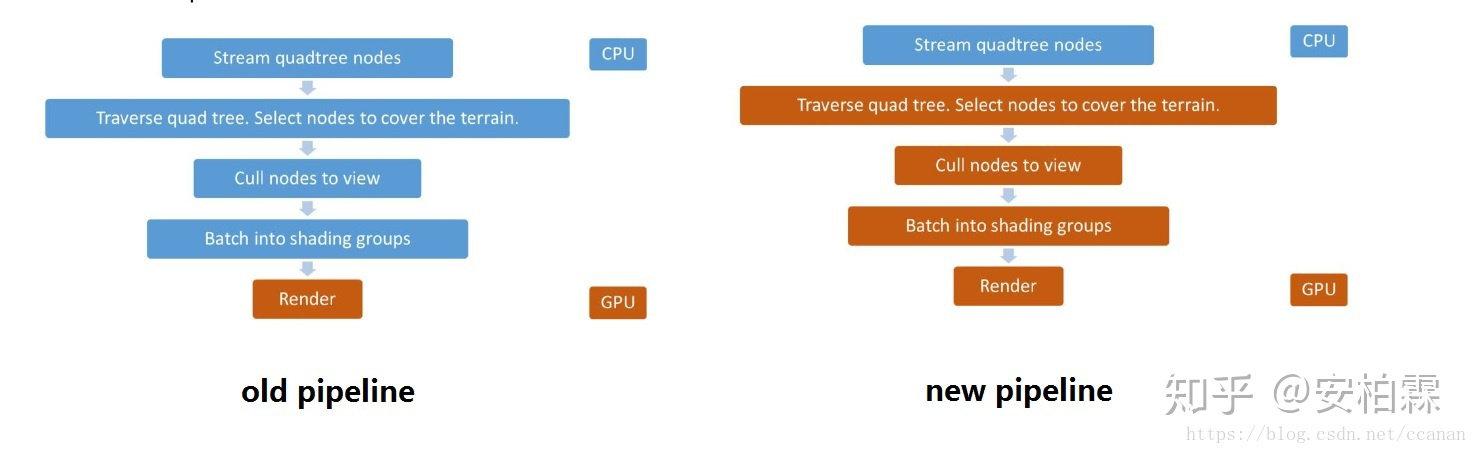 Stream quadtree nodes
CPU
Traverse quad tree. Select nodes to cover the terrain.
Cull nodes to view
Batch into shading groups
Render
GPU
old pipeline
Stream quadtree nodes
CPU
Traverse quad tree. Select nodes to cover the terrain.
Cull nodes to view
Batch into shading groups
Render
GPU
new pipeline
知乎 @安柏霖
https://blog.csdn.net/ccanan